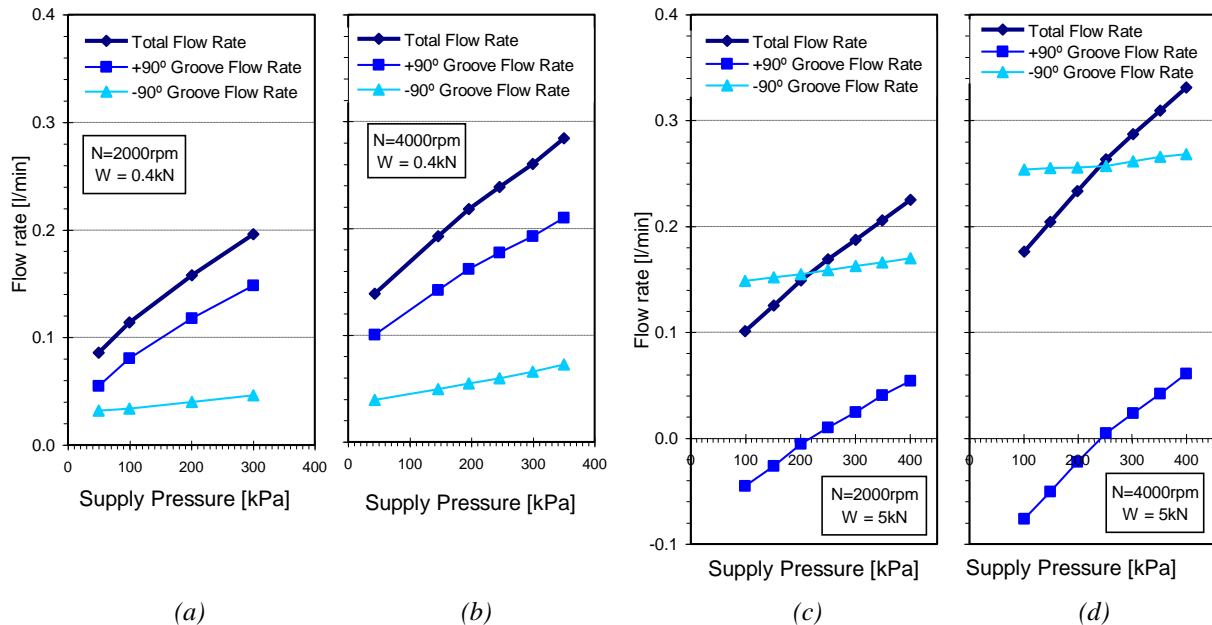 0.4
0.3
0.2
0.1
0.0
Flow rate [l/min]
Total Flow Rate
+90º Groove Flow Rate
-90º Groove Flow Rate
N=2000rpm
W = 0.4kN
0 100 200 300 400
Supply Pressure [kPa]
(a)
Total Flow Rate
+90º Groove Flow Rate
-90º Groove Flow Rate
N=4000rpm
W = 0.4kN
0 100 200 300 400
Supply Pressure [kPa]
(b)
0.4
0.3
0.2
0.1
0.0
-0.1
Flow rate [l/min]
Total Flow Rate
+90º Groove Flow Rate
-90º Groove Flow Rate
0 100 200 300 400
N=2000rpm
W = 5kN
Supply Pressure [kPa]
(c)
Total Flow Rate
+90º Groove Flow Rate
-90º Groove Flow Rate
0 100 200 300 400
N=4000rpm
W = 5kN
Supply Pressure [kPa]
(d)